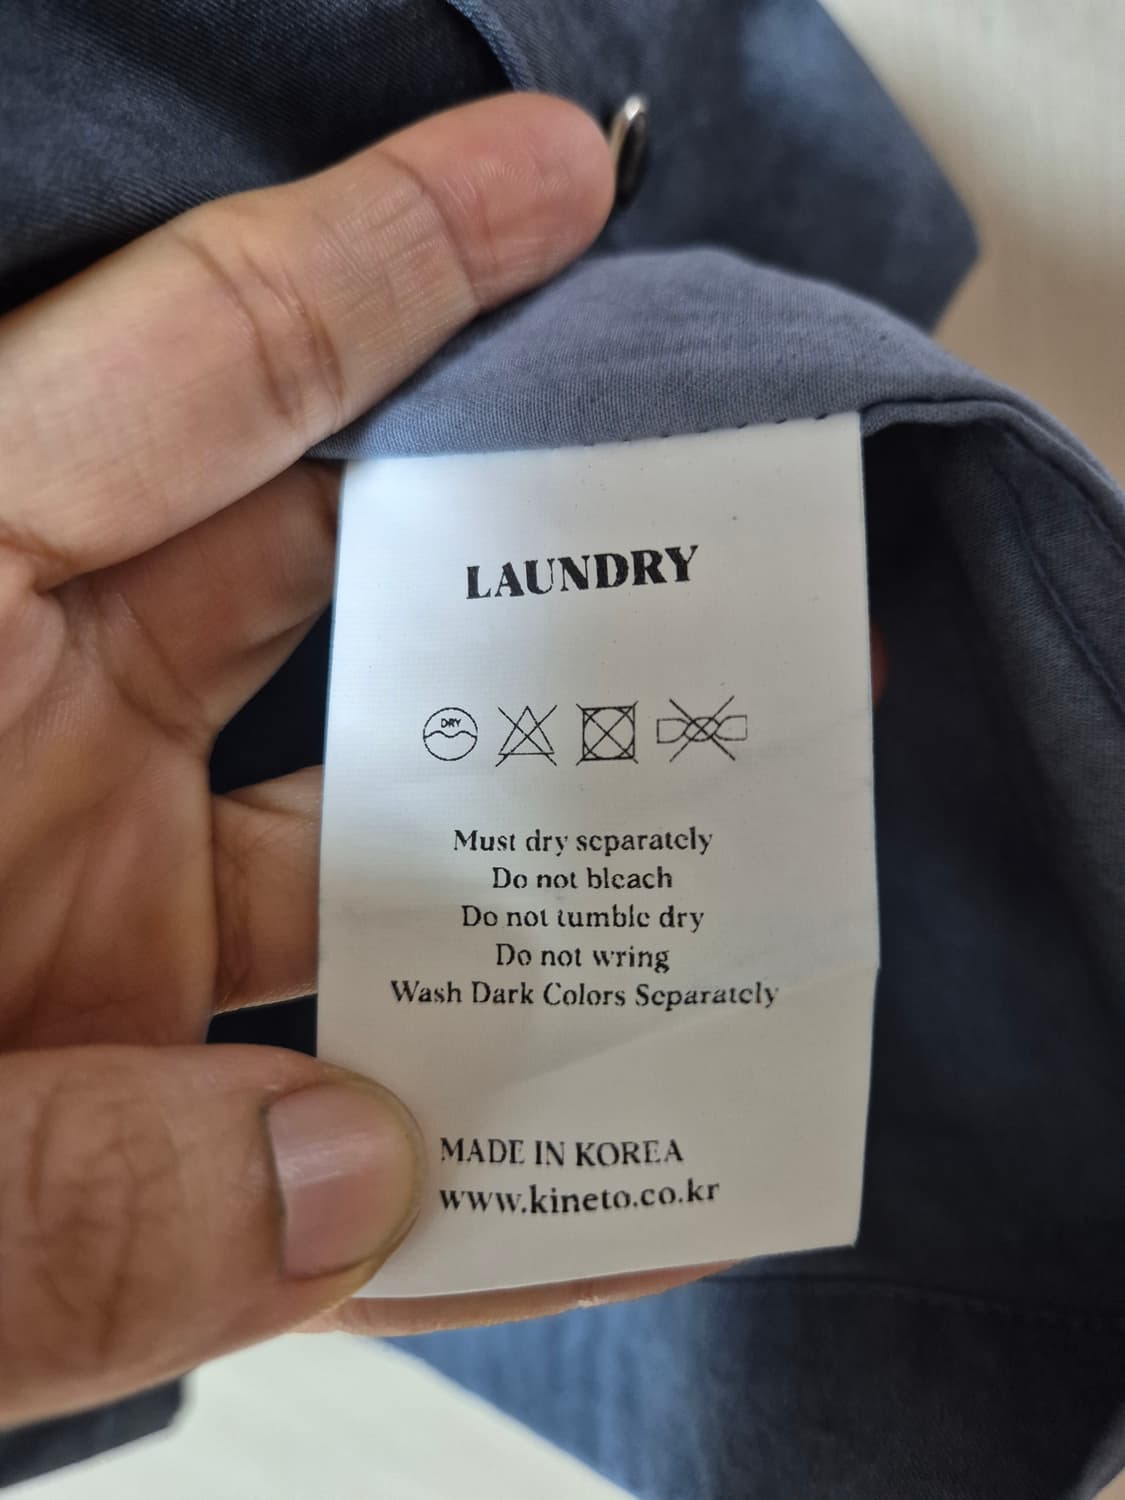 LAUNDRY
DRY
Must dry separately
Do not bleach
Do not tumble dry
Do not wring
Wash Dark Colors Separately
MADE IN KOREA
www.kineto.co.kr